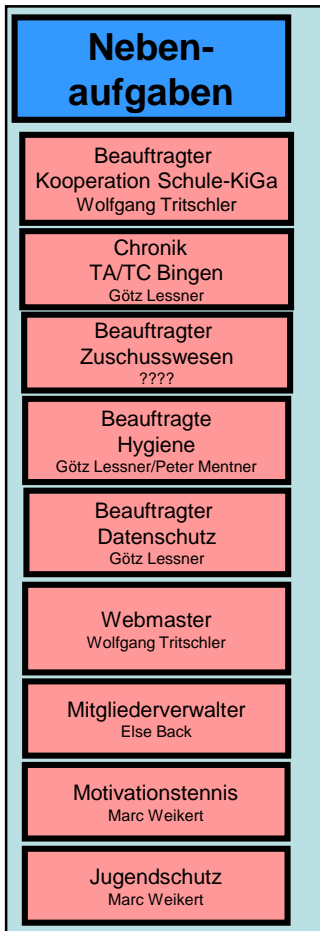 Neben-
aufgaben
Beauftragter
Kooperation Schule-KiGa
Wolfgang Tritschler
Chronik
TA/TC Bingen
Götz Lessner
Beauftragter
Zuschusswesen
????
Beauftragte
Hygiene
Götz Lessner/Peter Mentner
Beauftragter
Datenschutz
Götz Lessner
Webmaster
Wolfgang Tritschler
Mitgliederverwalter
Else Back
Motivationstennis
Marc Weikert
Jugendschutz
Marc Weikert